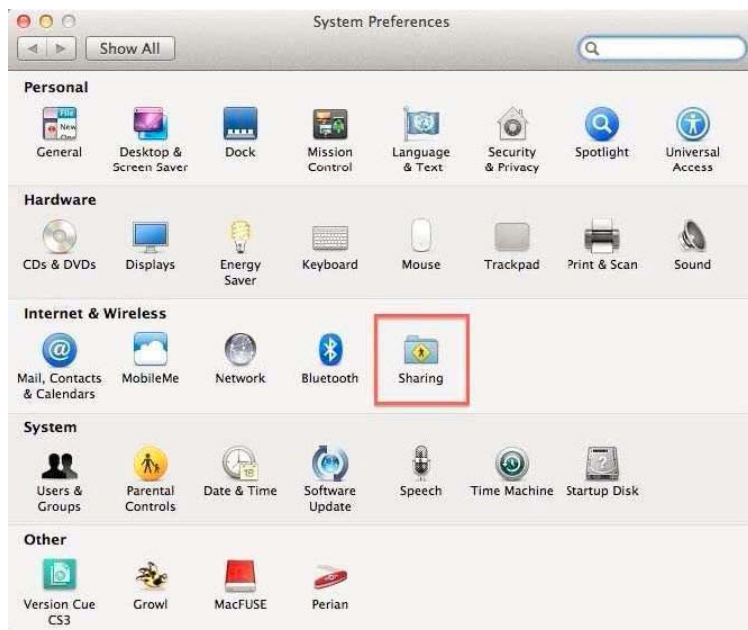 System Preferences
Show All
Personal
General
Desktop & Screen Saver
Dock
Mission Control
Language & Text
Security & Privacy
Spotlight
Universal Access
Hardware
CDs & DVDs
Displays
Energy Saver
Keyboard
Mouse
Trackpad
Print & Scan
Sound
Internet & Wireless
Mail, Contacts & Calendars
MobileMe
Network
Bluetooth
Sharing
System
Users & Groups
Parental Controls
18
Date & Time
Software Update
Speech
Time Machine
Startup Disk
Other
Version Cue CS3
Growl
MacFUSE
Perian